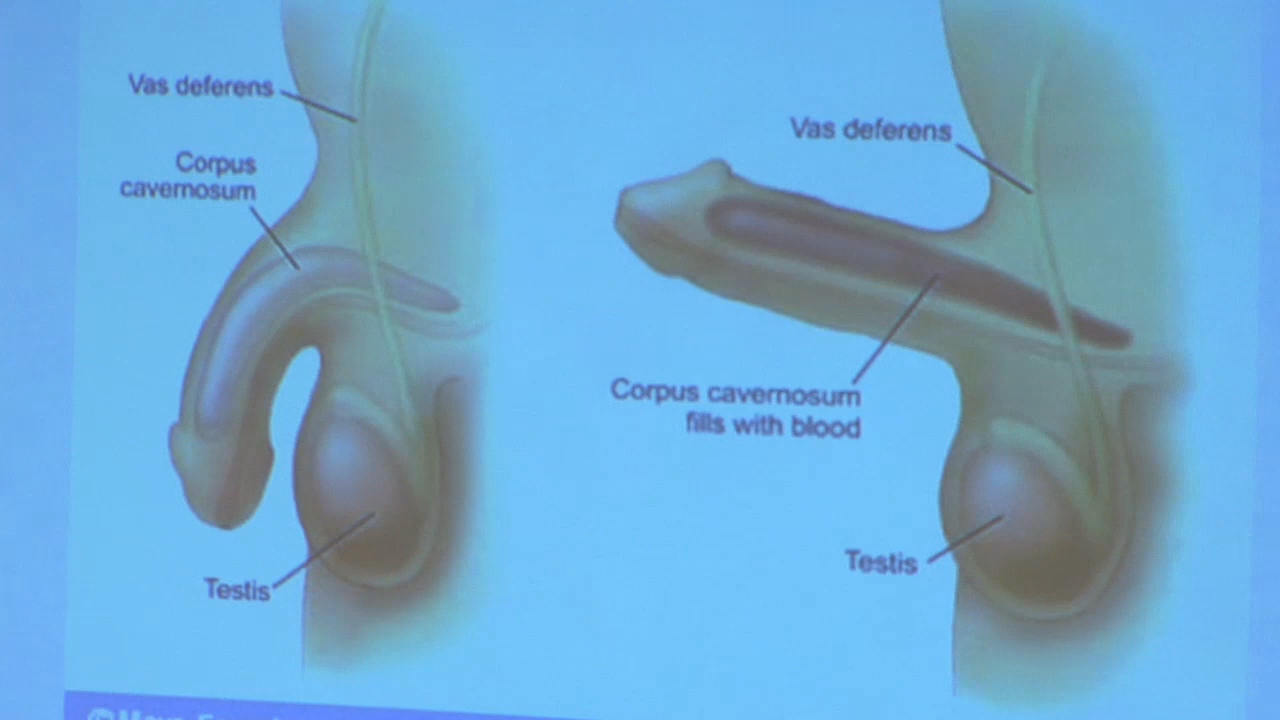 Vas deferens
Corpus
cavernosum
Testis
Vas deferens
Corpus cavernosum
fills with blood
Testis